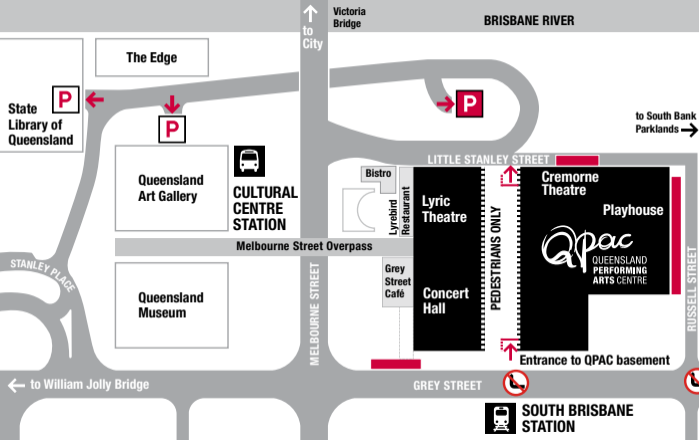 Victoria
Bridge
to
City
BRISBANE RIVER
The Edge
P
P
P
State
Library of
Queensland
to South Bank
Parklands
LITTLE STANLEY STREET
Queensland
Art Gallery
CULTURAL
CENTRE
STATION
Bistro
Lyrebird
Restaurant
Lyric
Theatre
PEDESTRIANS ONLY
Cremorne
Theatre
Playhouse
Qpac
QUEENSLAND
PERFORMING
ARTS CENTRE
Melbourne Street Overpass
STANLEY PLACE
Queensland
Museum
MELBOURNE STREET
Grey
Street
Café
Concert
Hall
RUSSELL STREET
Entrance to QPAC basement
to William Jolly Bridge
GREY STREET
SOUTH BRISBANE
STATION